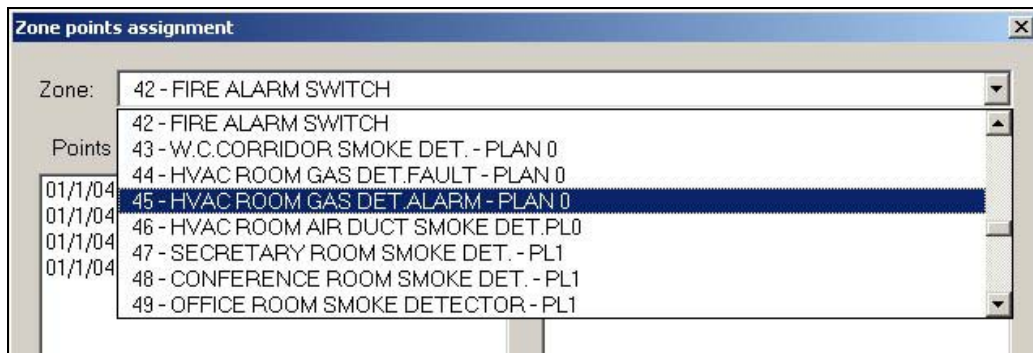 Zone points assignment
Zone: 42 - FIRE ALARM SWITCH
42 - FIRE ALARM SWITCH
Points 43 - W.C.CORRIDOR SMOKE DET. - PLAN 0
44 - HVAC ROOM GAS DET.FAULT - PLAN 0
01/1/04 45 - HVAC ROOM GAS DET.ALARM - PLAN 0
01/1/04 46 - HVAC ROOM AIR DUCT SMOKE DET.PL0
01/1/04 47 - SECRETARY ROOM SMOKE DET. - PL1
01/1/04 48 - CONFERENCE ROOM SMOKE DET. - PL1
49 - OFFICE ROOM SMOKE DETECTOR - PL1